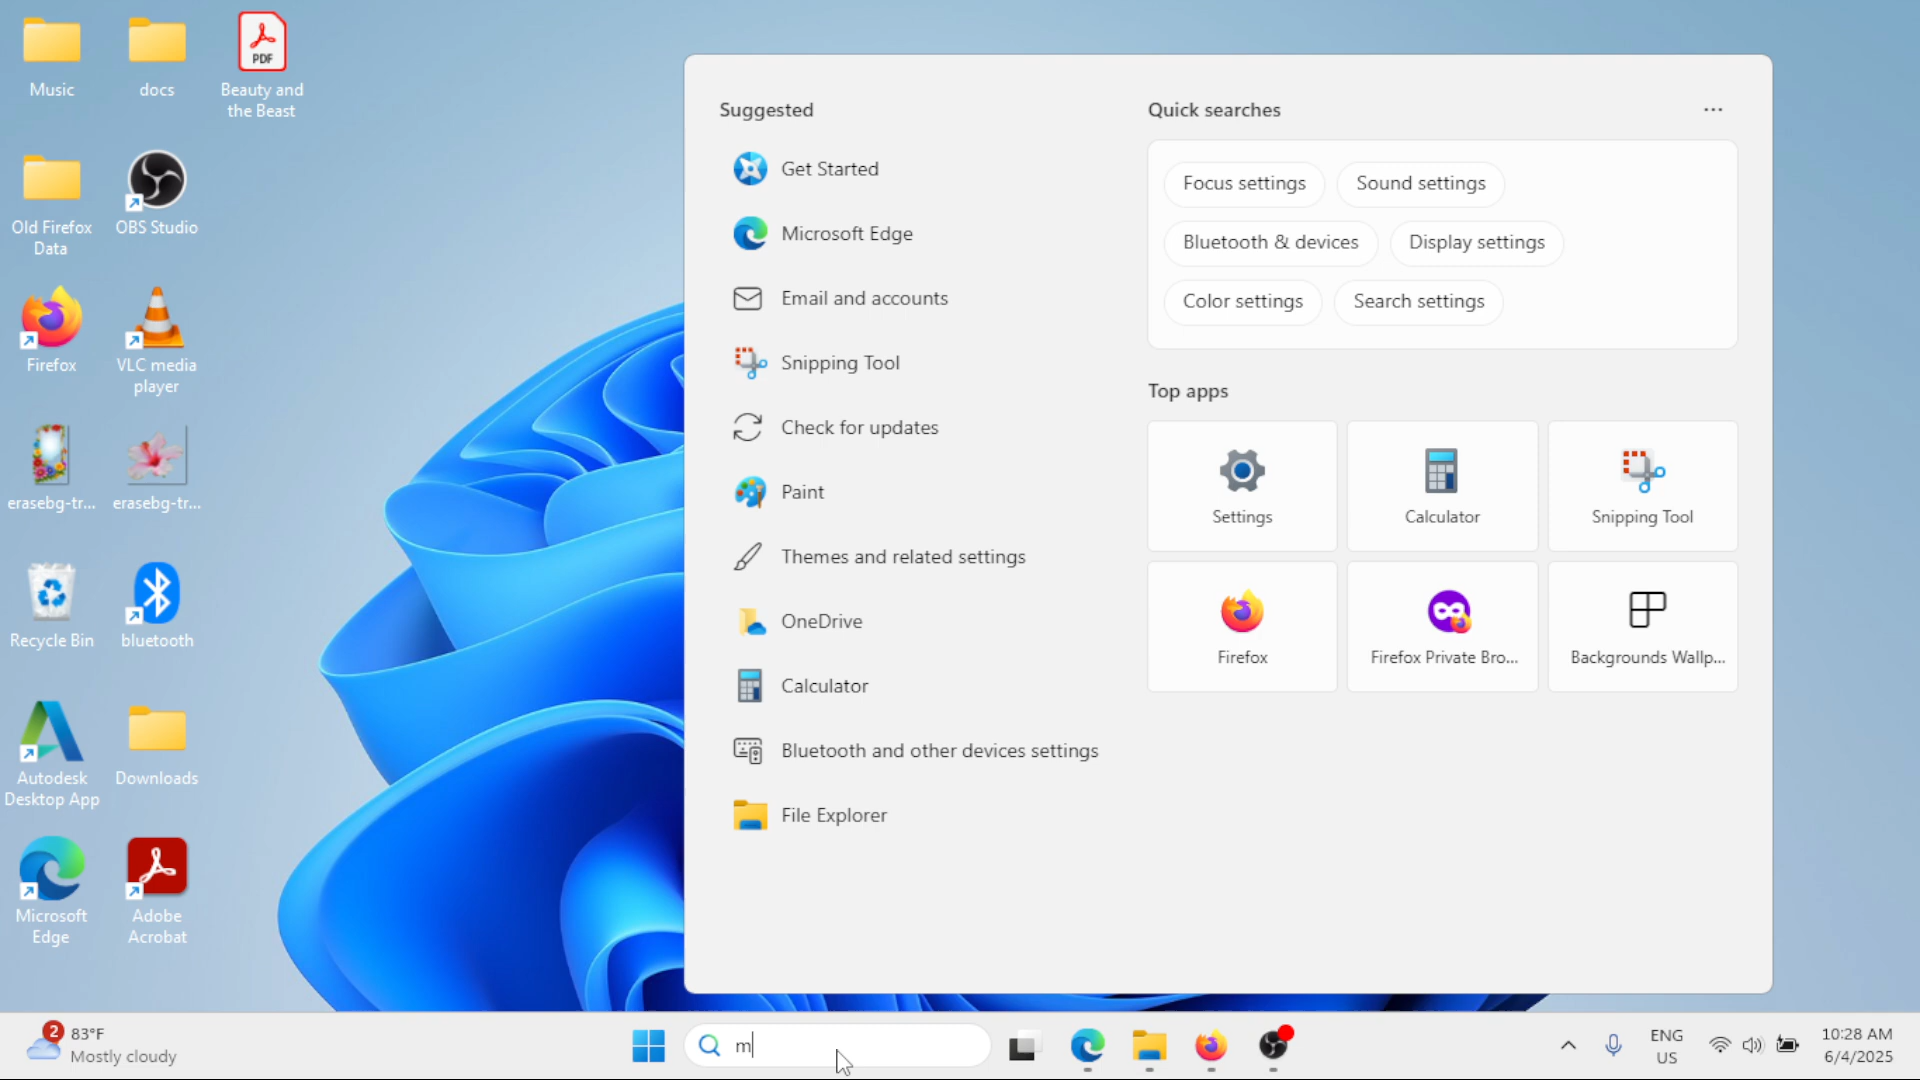 Music
docs
PDF
Beauty and
the Beast
Old Firefox
Data
OBS Studio
Firefox
VLC media
player
erasebg-tr...
erasebg-tr...
Recycle Bin
bluetooth
Autodesk
Desktop App
Downloads
Microsoft
Edge
Adobe
Acrobat
Suggested
Get Started
Microsoft Edge
Email and accounts
Snipping Tool
Check for updates
Paint
Themes and related settings
OneDrive
Calculator
Bluetooth and other devices settings
File Explorer
Quick searches
...
Focus settings
Sound settings
Bluetooth & devices
Display settings
Color settings
Search settings
Top apps
Settings
Calculator
Snipping Tool
Firefox
Firefox Private Bro...
Backgrounds Wallp...
2
83°F
Mostly cloudy
m
ENG
US
10:28 AM
6/4/2025